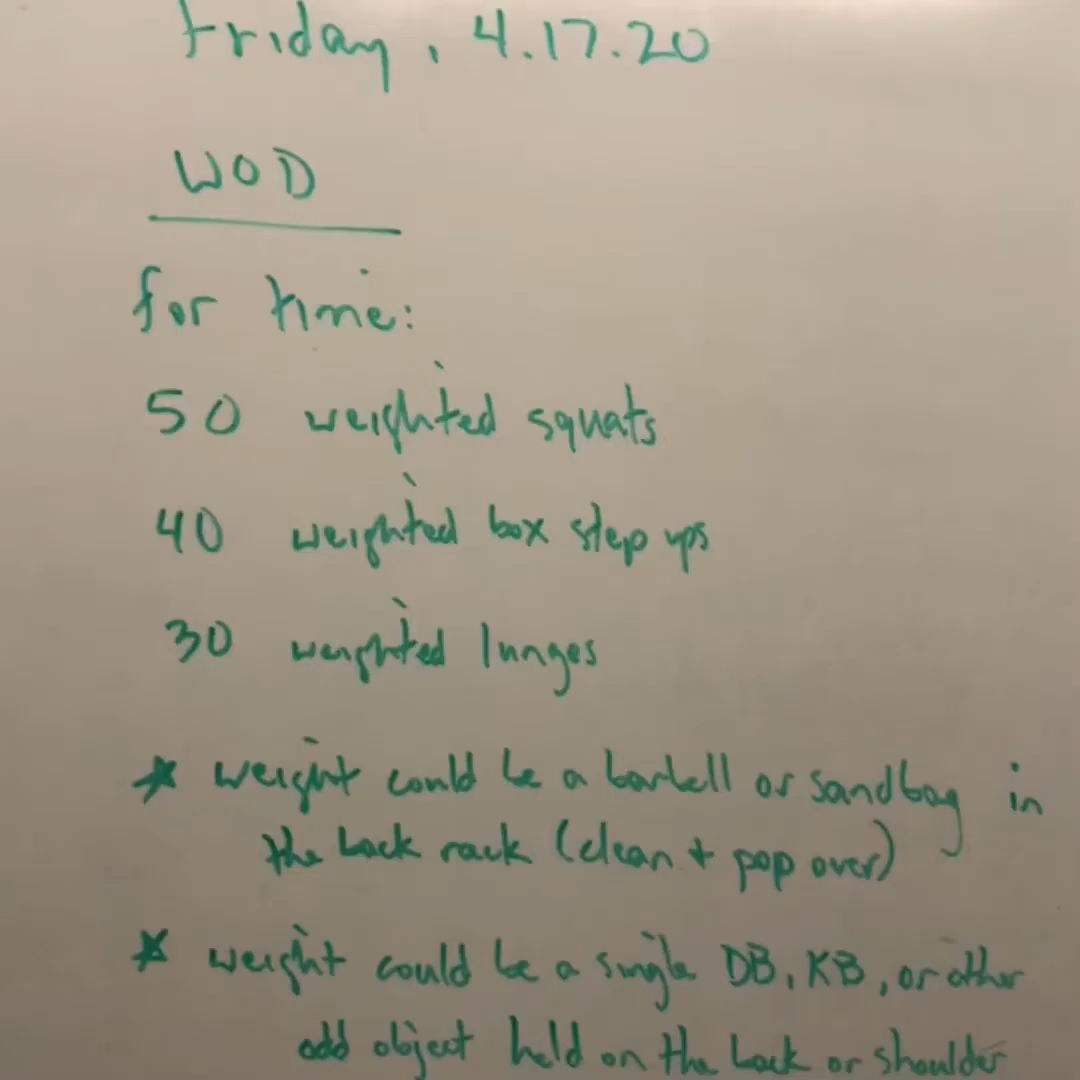 Friday, 4.17.20
WOD
for time:
50 weighted squats
40 weighted box step ups
30 weighted lunges
* weight could be a barbell or sandbag in
the back rack (clean + pop over)
* weight could be a single DB, KB, or other
odd object held on the back or shoulder